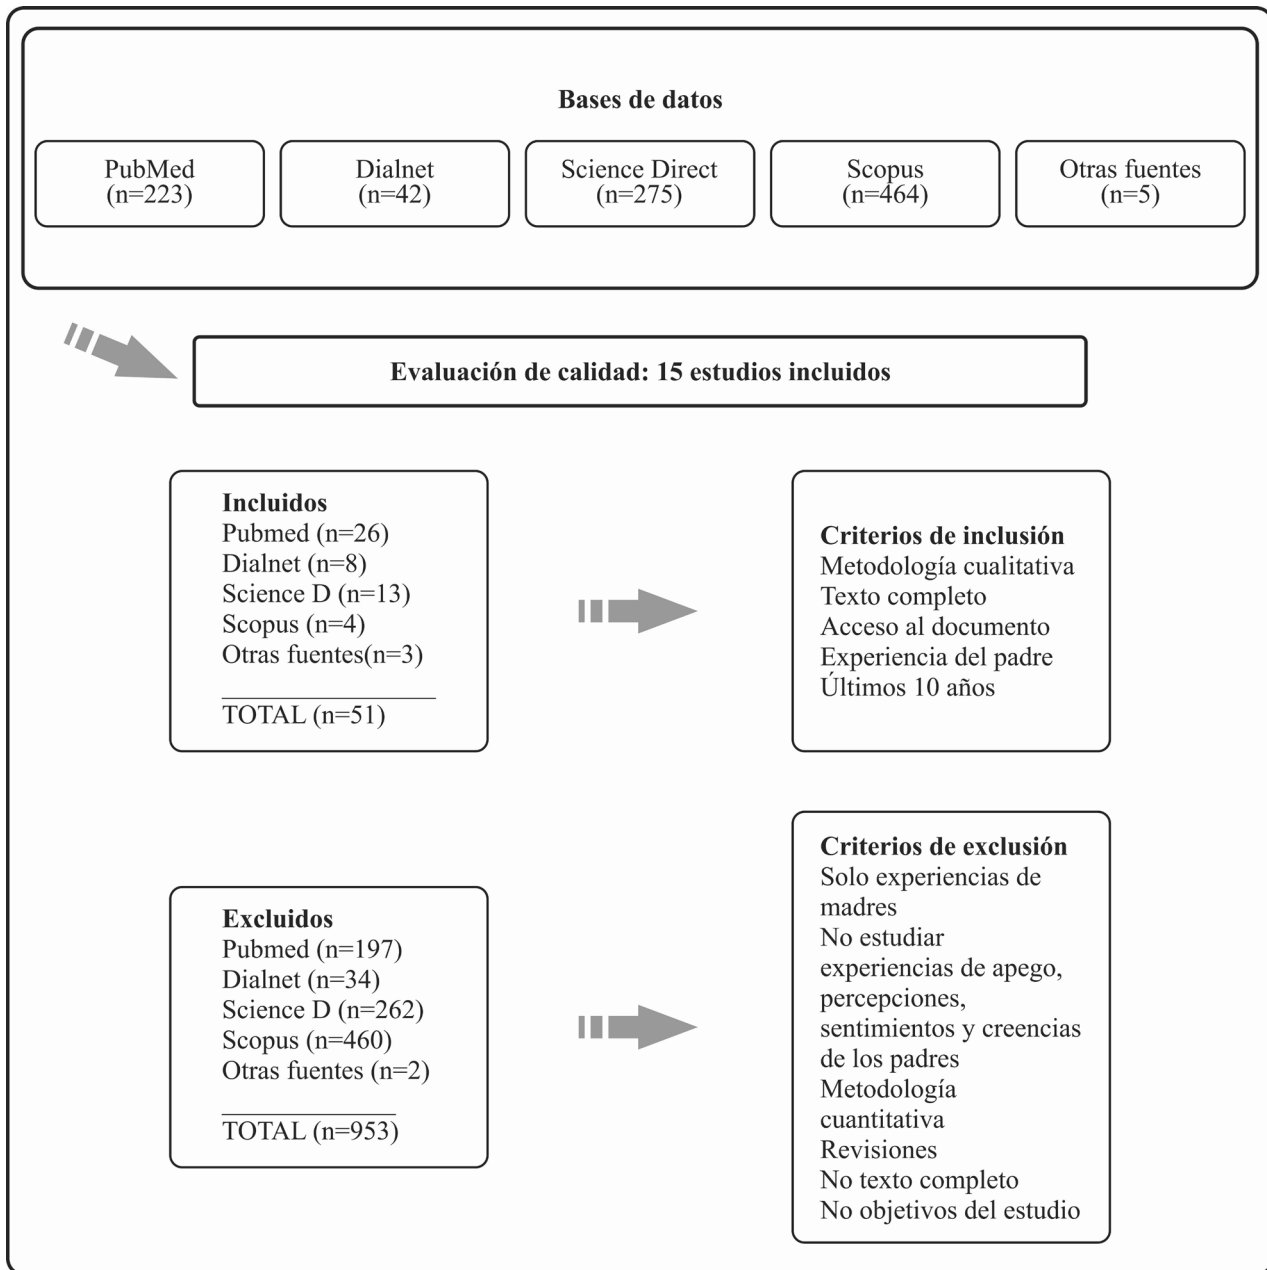 Bases de datos
PubMed
(n=223)
Dialnet
(n=42)
Science Direct
(n=275)
Scopus
(n=464)
Otras fuentes
(n=5)
Evaluación de calidad: 15 estudios incluidos
Incluidos
Pubmed (n=26)
Dialnet (n=8)
Science D (n=13)
Scopus (n=4)
Otras fuentes(n=3)
TOTAL (n=51)
Criterios de inclusión
Metodología cualitativa
Texto completo
Acceso al documento
Experiencia del padre
Últimos 10 años
Excluidos
Pubmed (n=197)
Dialnet (n=34)
Science D (n=262)
Scopus (n=460)
Otras fuentes (n=2)
TOTAL (n=953)
Criterios de exclusión
Solo experiencias de
madres
No estudiar
experiencias de apego,
percepciones,
sentimientos y creencias
de los padres
Metodología
cuantitativa
Revisiones
No texto completo
No objetivos del estudio